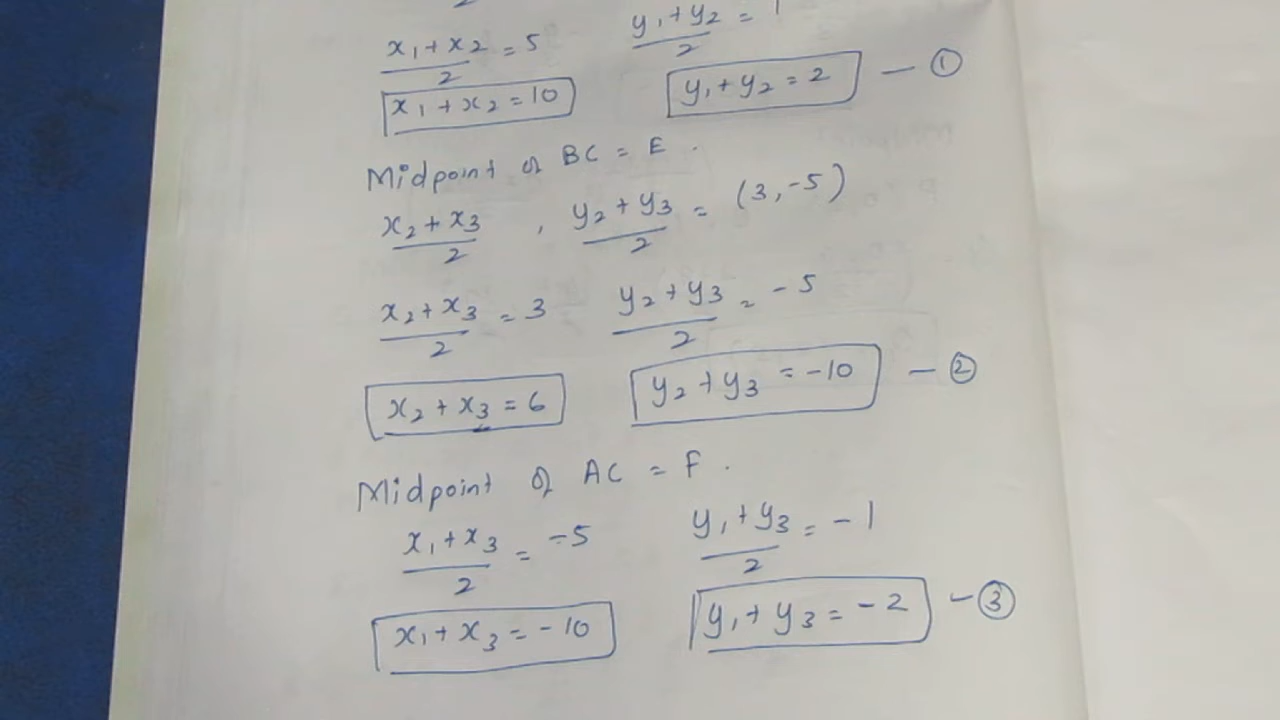 x₁ + x₂ / 2 = 5    y₁ + y₂ / 2 = 1
x₁ + x₂ = 10    y₁ + y₂ = 2 — ①
Midpoint of BC = E .
x₂ + x₃ / 2 , y₂ + y₃ / 2 = (3, -5)
x₂ + x₃ / 2 = 3    y₂ + y₃ / 2 = -5
x₂ + x₃ = 6    y₂ + y₃ = -10 — ②
Midpoint of AC = F .
x₁ + x₃ / 2 = -5    y₁ + y₃ / 2 = -1
x₁ + x₃ = -10    y₁ + y₃ = -2 — ③